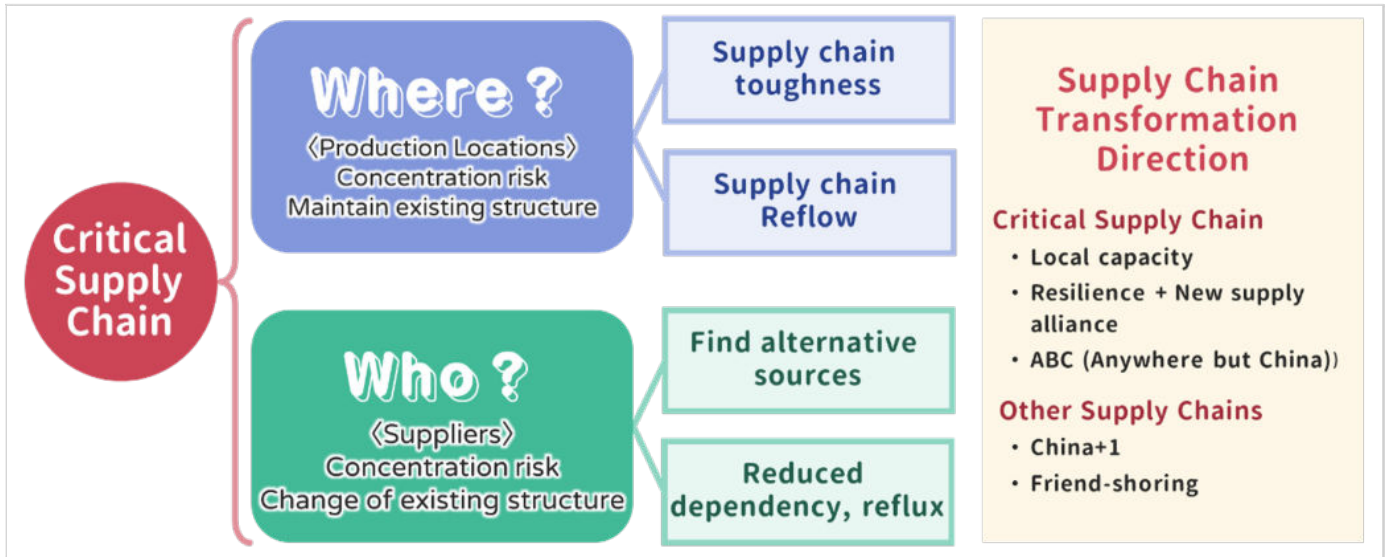 Critical
Supply
Chain
Where ?
〈Production Locations〉
Concentration risk
Maintain existing structure
Supply chain
toughness
Supply chain
Reflow
Who ?
〈Suppliers〉
Concentration risk
Change of existing structure
Find alternative
sources
Reduced
dependency, reflux
Supply Chain
Transformation
Direction
Critical Supply Chain
・ Local capacity
・ Resilience + New supply
alliance
・ ABC (Anywhere but China))
Other Supply Chains
・ China+1
・ Friend-shoring